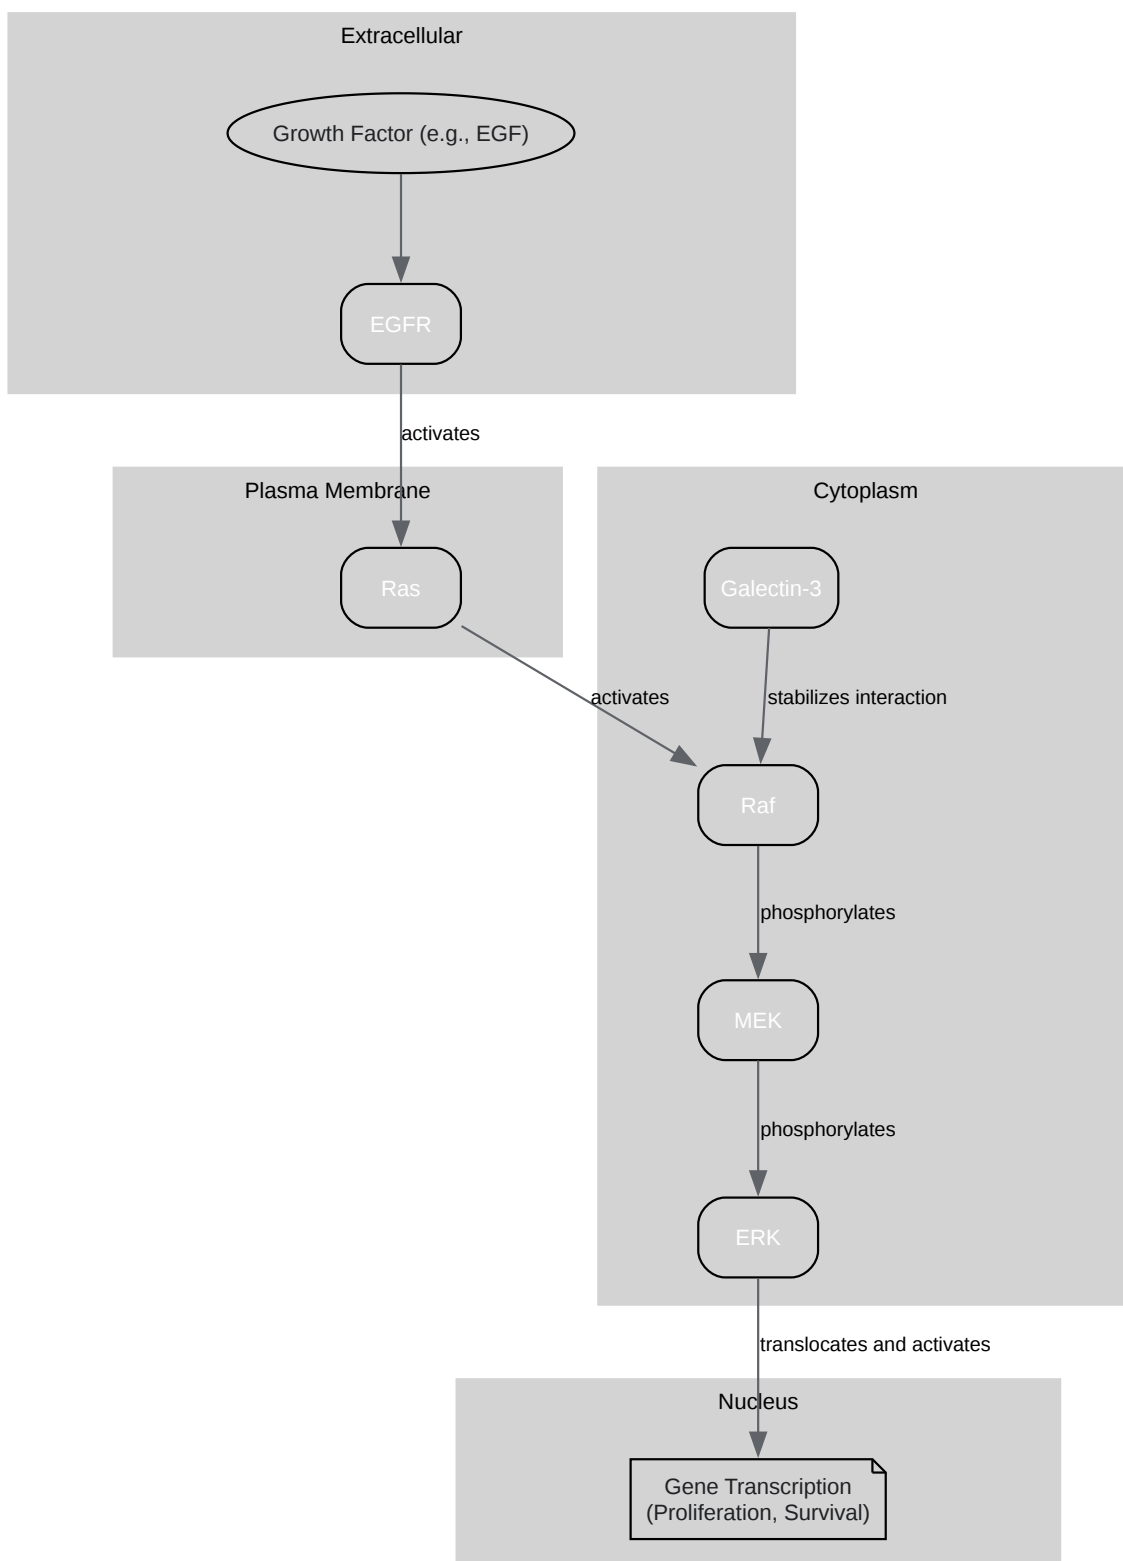 Extracellular
Growth Factor (e.g., EGF)
EGFR
activates
Plasma Membrane
Cytoplasm
Ras
Galectin-3
activates
stabilizes interaction
Raf
phosphorylates
MEK
phosphorylates
ERK
translocates and activates
Nucleus
Gene Transcription
(Proliferation, Survival)